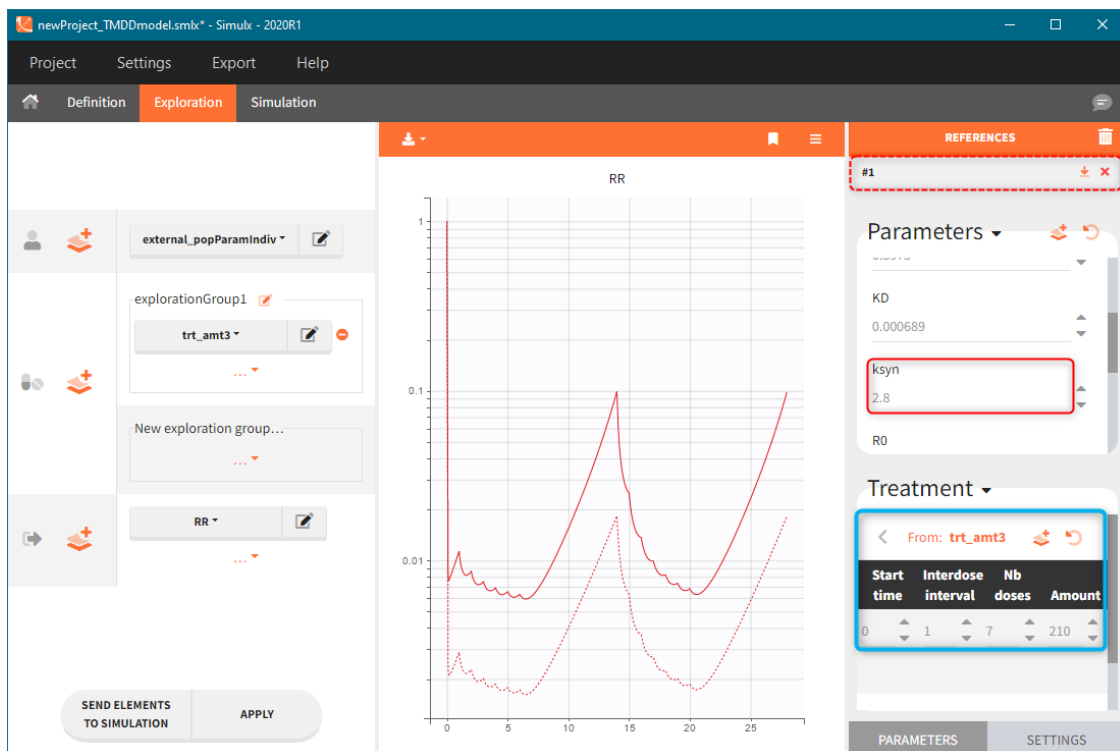 newProject_TMDDmodel.smlx* - Simulx - 2020R1
Project Settings Export Help
Definition Exploration Simulation
REFERENCES
#1
RR
external_popParamIndiv
explorationGroup1
trt_amt3
...
New exploration group...
...
RR
...
SEND ELEMENTS
TO SIMULATION
APPLY
1
0.1
0.01
0 5 10 15 20 25
Parameters
KD
0.000689
ksyn
2.8
R0
Treatment
From: trt_amt3
Start time Interdose interval Nb doses Amount
0 1 7 210
PARAMETERS SETTINGS